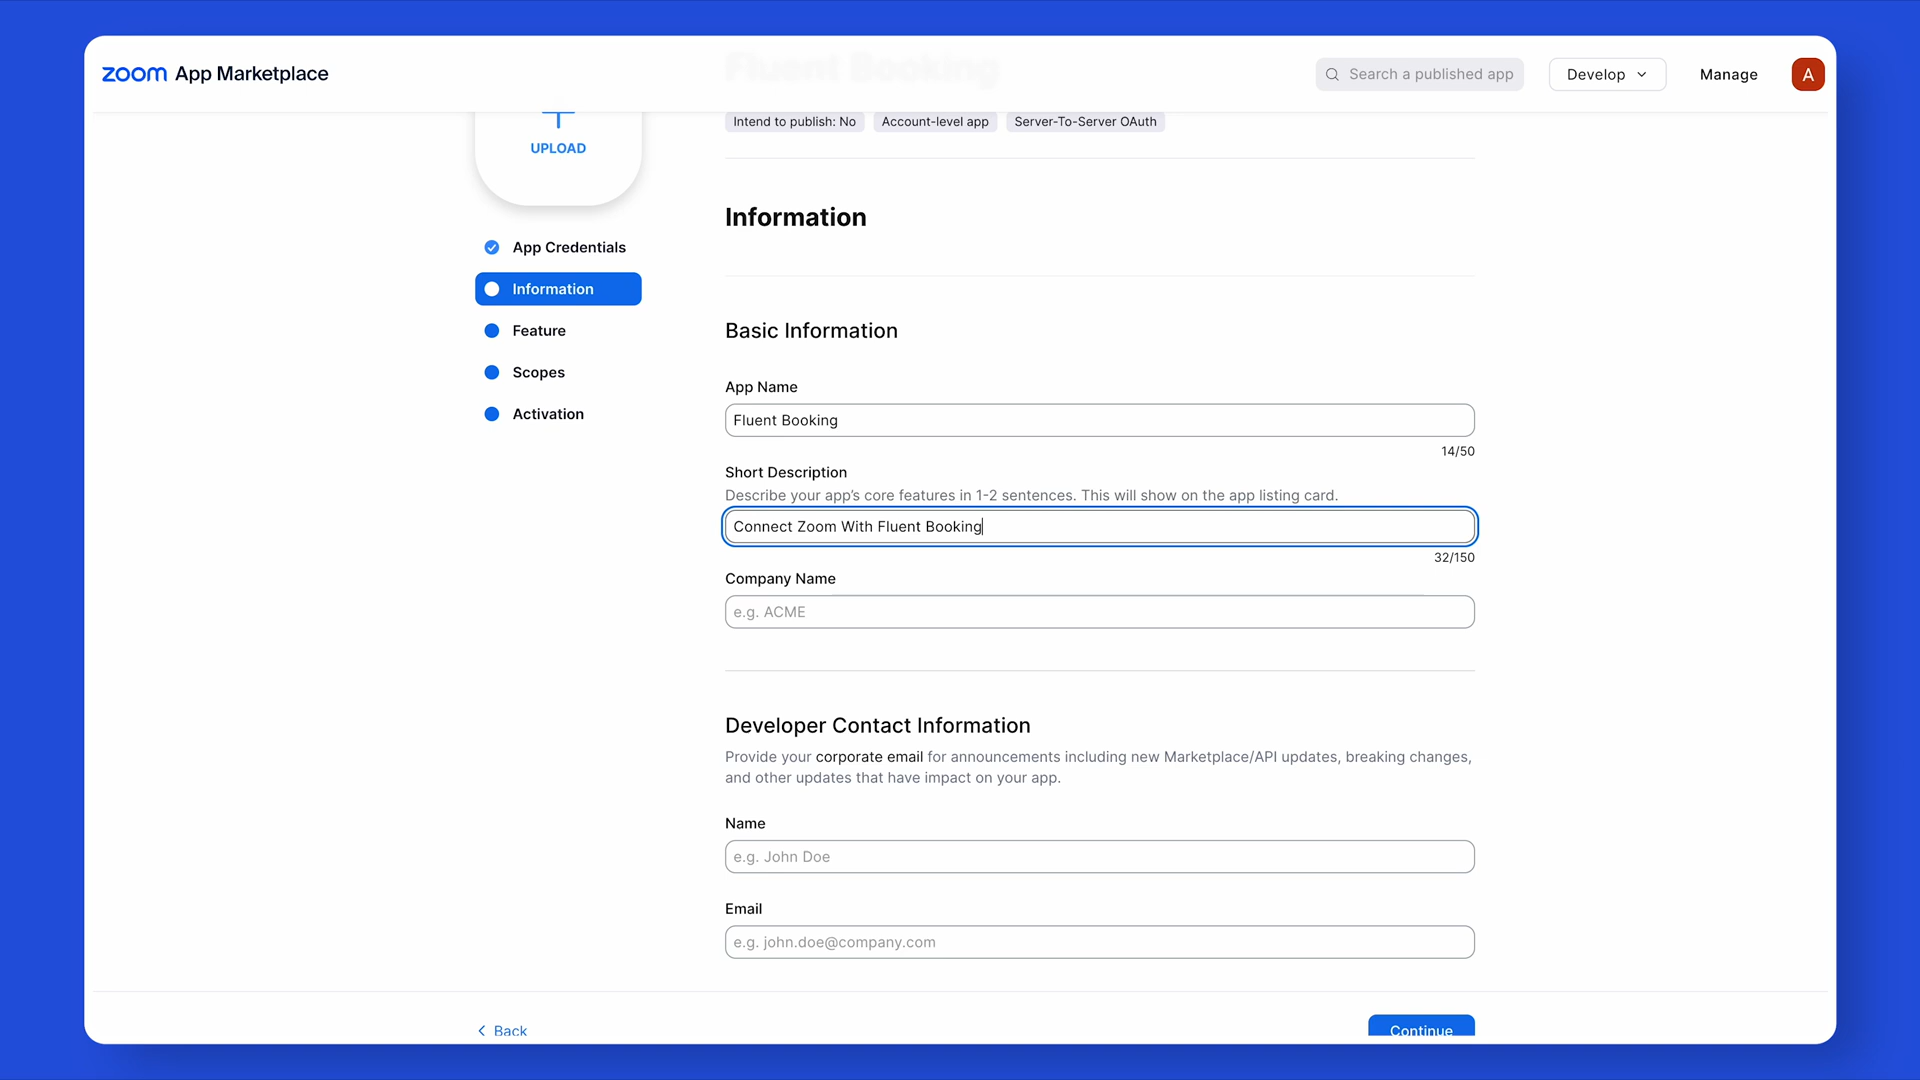 zoom App Marketplace
Fluent Booking
Search a published app
Develop
Manage
A
UPLOAD
Intend to publish: No
Account-level app
Server-To-Server OAuth
App Credentials
Information
Feature
Scopes
Activation
Information
Basic Information
App Name
Fluent Booking
14/50
Short Description
Describe your app's core features in 1-2 sentences. This will show on the app listing card.
Connect Zoom With Fluent Booking
32/150
Company Name
e.g. ACME
Developer Contact Information
Provide your corporate email for announcements including new Marketplace/API updates, breaking changes,
and other updates that have impact on your app.
Name
e.g. John Doe
Email
e.g. john.doe@company.com
Back
Continue